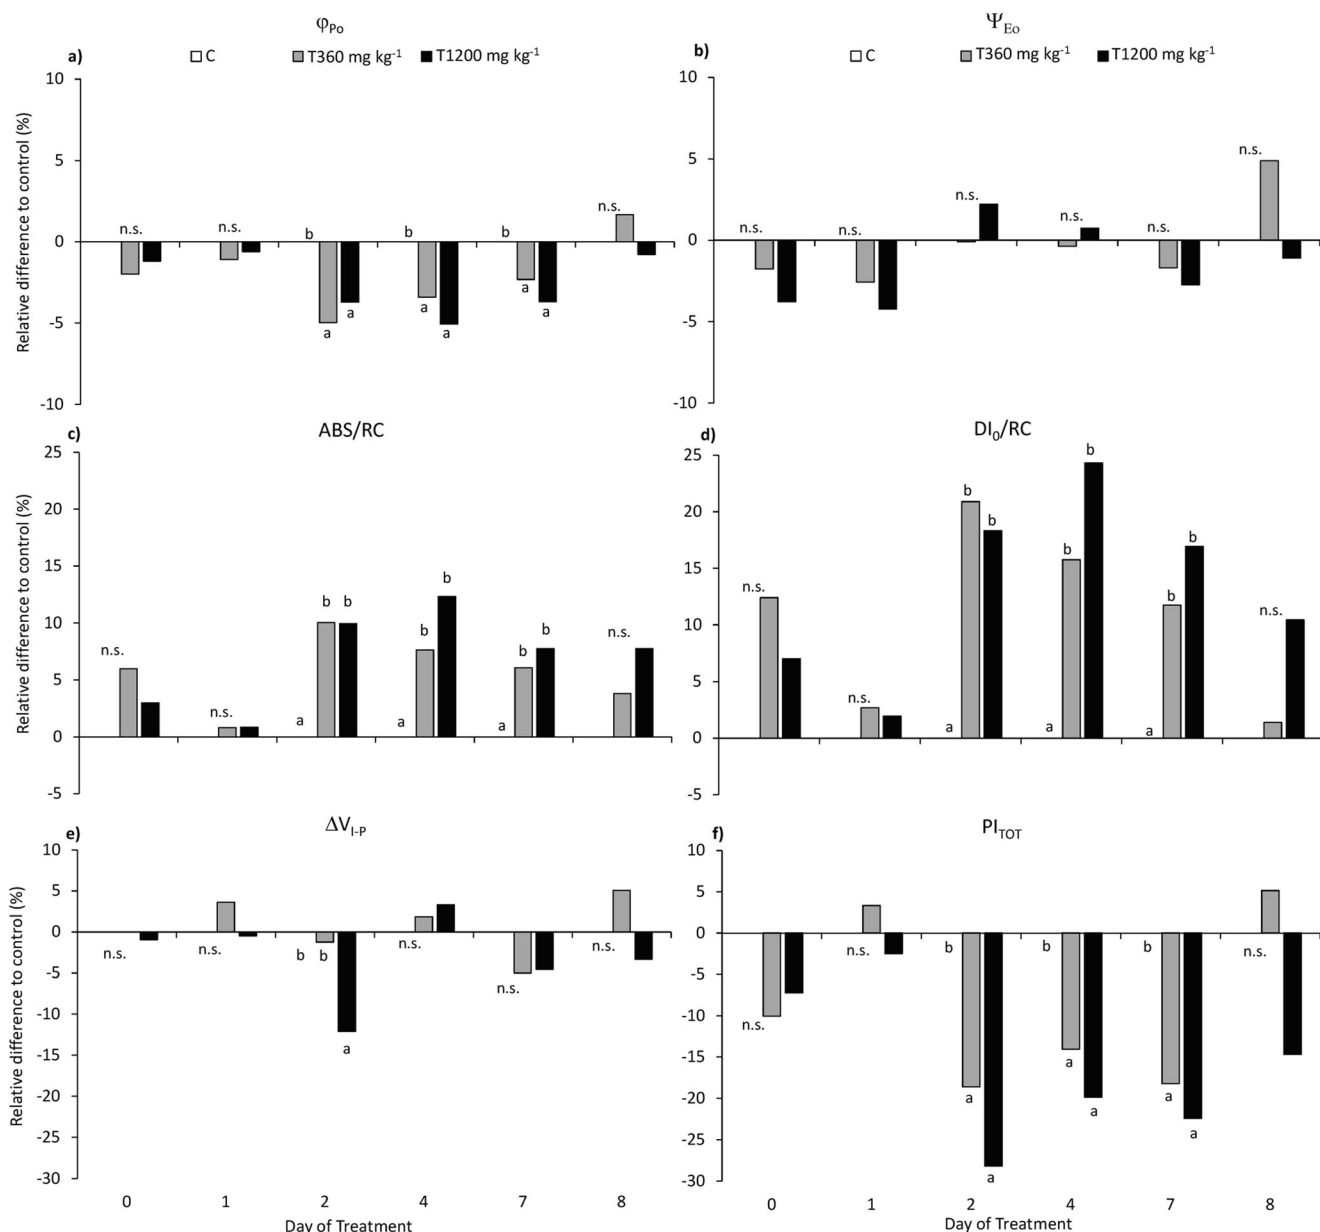 φPo
a)
C T360 mg kg-1 T1200 mg kg-1
Relative difference to control (%)
10
5
0
-5
-10
n.s. n.s. b b b n.s.
a a a a a a
ΨEo
b)
C T360 mg kg-1 T1200 mg kg-1
10
5
0
-5
-10
n.s. n.s. n.s. n.s. n.s. n.s.
ABS/RC
c)
Relative difference to control (%)
25
20
15
10
5
0
-5
n.s. n.s. a b b a b b a b b n.s.
DI0/RC
d)
25
20
15
10
5
0
-5
n.s. n.s. a b b a b b a b b n.s.
ΔVI-P
e)
Relative difference to control (%)
10
5
0
-5
-10
-15
-20
-25
-30
n.s. n.s. b b a n.s. n.s. n.s.
0 1 2 4 7 8
Day of Treatment
PITOT
f)
10
5
0
-5
-10
-15
-20
-25
-30
n.s. n.s. b a a b a a b a a n.s.
0 1 2 4 7 8
Day of Treatment